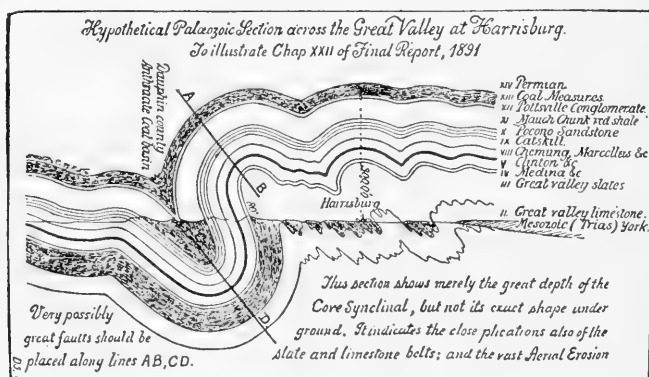 Hypothetical Palæozoic Section across the Great Valley at Harrisburg.
To illustrate Chap XXII of Final Report, 1891
Dauphin county
Anthracite Coal basin
A
B
XIV Permian
XIII Coal Measures
XII Pottsville Conglomerate
XI Mauch Chunk red shale
X Pocono Sandstone
IX Catskill
VIII Chemung, Marcellus &c
V Clinton &c
IV Medina &c
III Great valley slates
Harrisburg
II. Great valley limestone.
Mesozoic (Trias) York.
C
D
Very possibly
great faults should be
placed along lines AB, CD.
This section shows merely the great depth of the
Core Synclinal, but not its exact shape under
ground. It indicates the close plications also of the
slate and limestone belts; and the vast Aerial Erosion